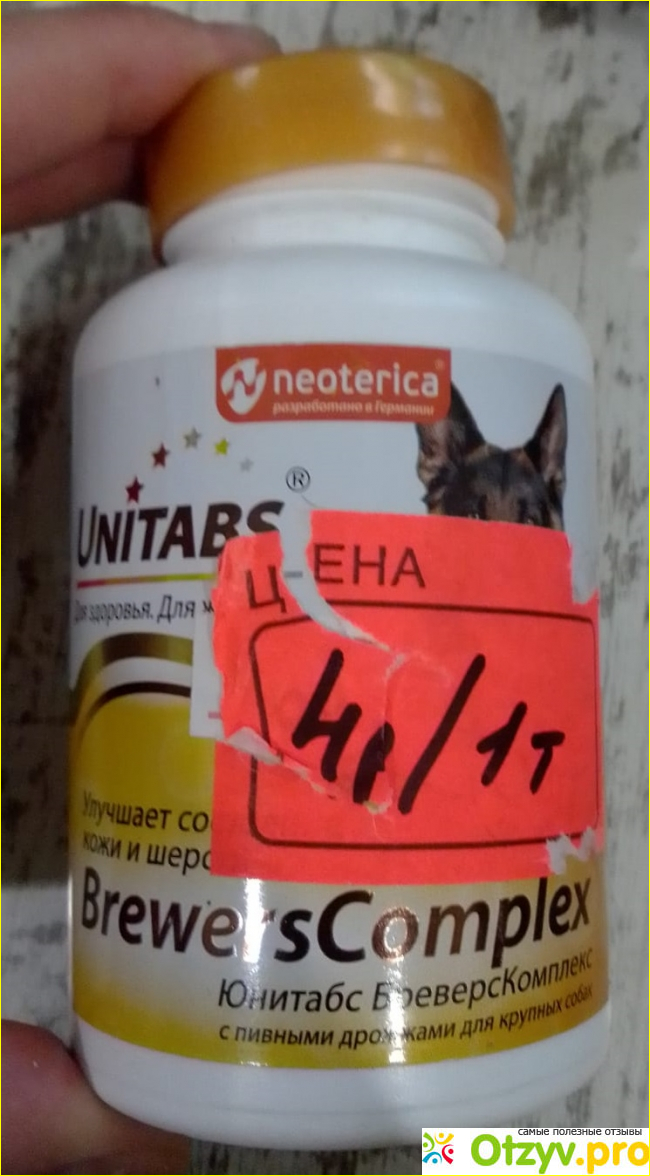 neoterica
разработано в Германии
UNITABS®
Для здоровья. Для
ЦЕНА
4р/1т
Улучшает со
кожи и шерс
BrewersComplex
Юнитабс БреверсКомплекс
с пивными дрожжами для крупных собак
самые полезные отзывы
Otzyv.pro